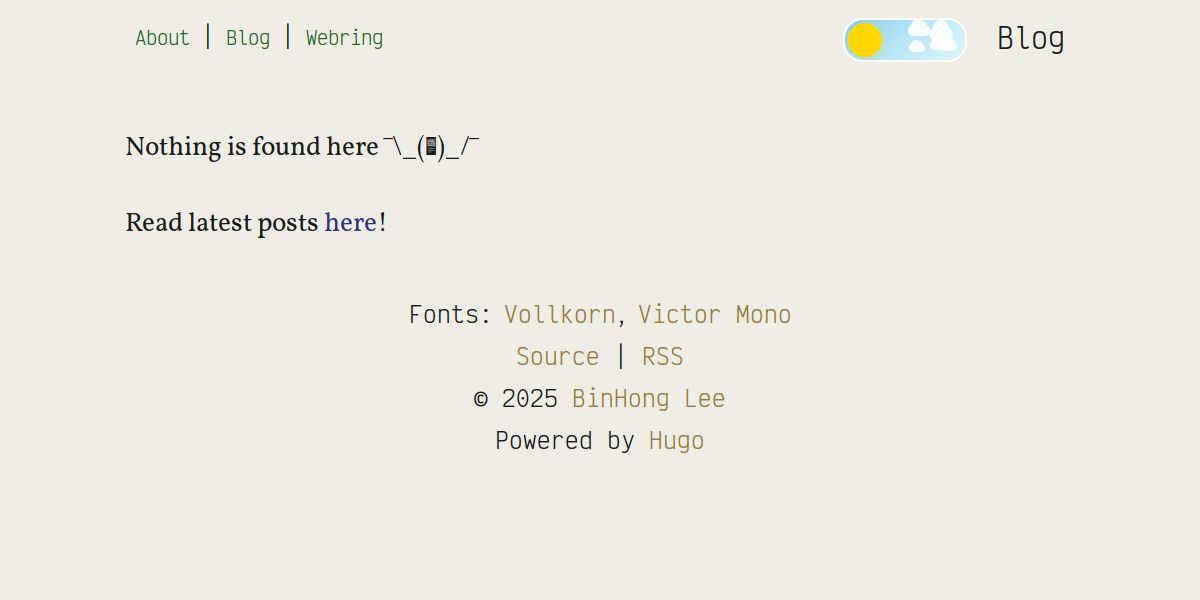 About | Blog | Webring
Blog
Nothing is found here ¯\_()_/¯
Read latest posts here!
Fonts: Vollkorn, Victor Mono
Source | RSS
© 2025 BinHong Lee
Powered by Hugo